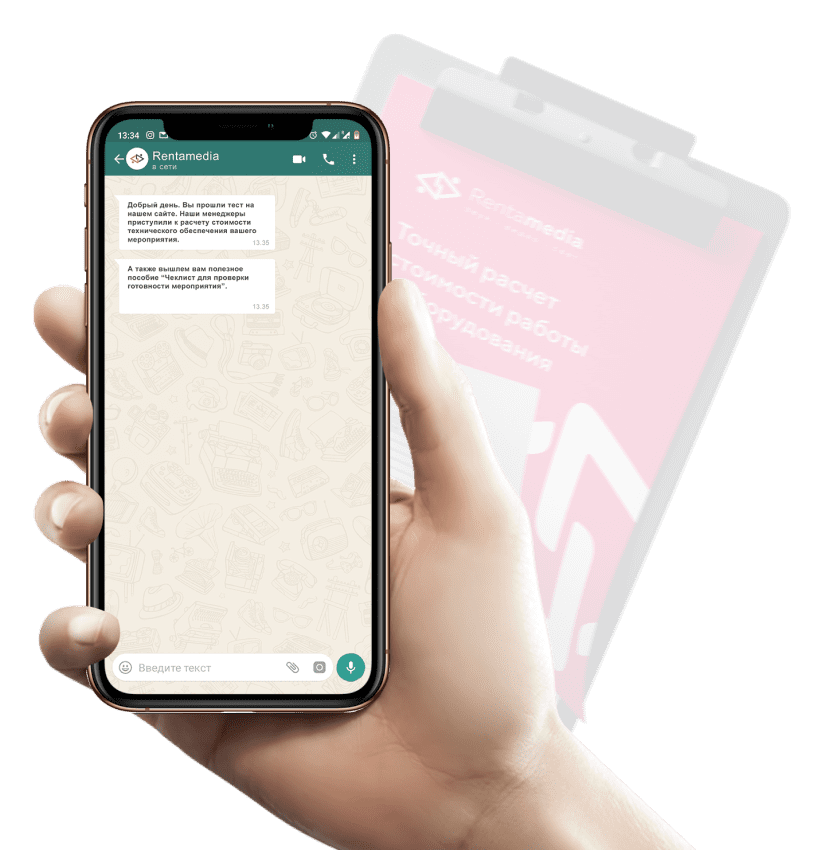 13:34
Rentamedia
в сети
Добрый день. Вы прошли тест на
нашем сайте. Наши менеджеры
приступили к расчету стоимости
технического обеспечения вашего
мероприятия.
13.35
А также вышлем вам полезное
пособие “Чеклист для проверки
готовности мероприятия”.
13.35
Введите текст
Rentamedia
Точный расчет
стоимости работы
оборудования